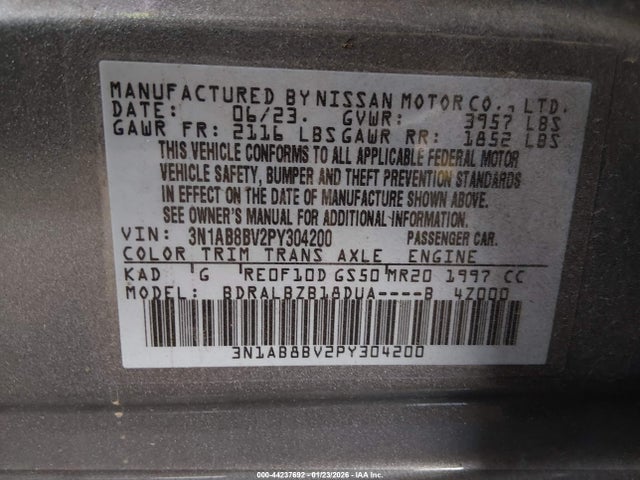 MANUFACTURED BY NISSAN MOTOR CO., LTD.
DATE: 06/23. GVWR: 3957 LBS
GAWR FR: 2116 LBS GAWR RR: 1852 LBS
THIS VEHICLE CONFORMS TO ALL APPLICABLE FEDERAL MOTOR
VEHICLE SAFETY, BUMPER AND THEFT PREVENTION STANDARDS
IN EFFECT ON THE DATE OF MANUFACTURE SHOWN ABOVE.
SEE OWNER'S MANUAL FOR ADDITIONAL INFORMATION.
VIN: 3N1AB8BV2PY304200 PASSENGER CAR.
COLOR TRIM TRANS AXLE ENGINE
KAD G RE0F10D GS50 MR20 1997 CC
MODEL: BDRALBZB18DUA----B 4Z000
3N1AB8BV2PY304200
000-44237692 - 01/23/2026 - IAA Inc.